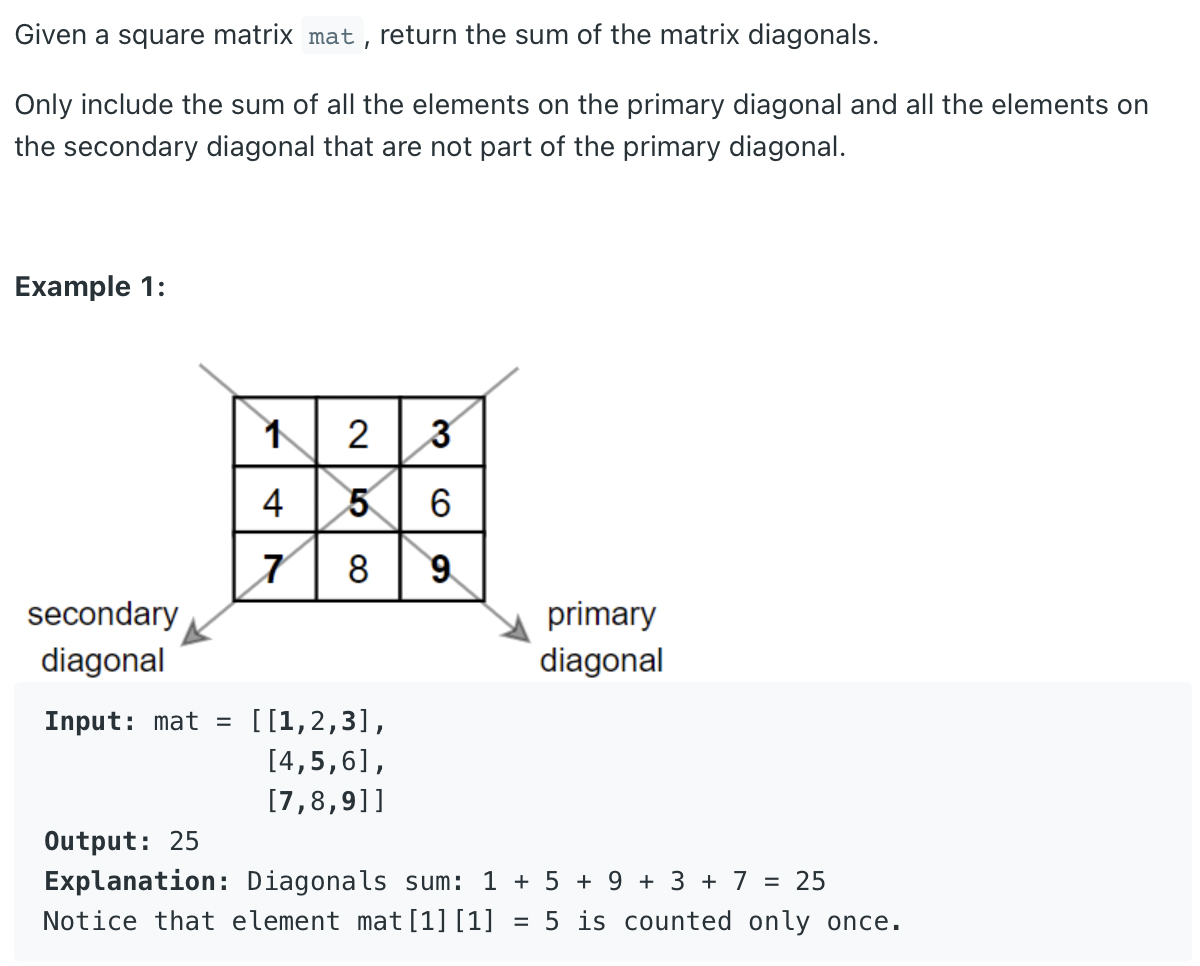 Given a square matrix mat , return the sum of the matrix diagonals.
Only include the sum of all the elements on the primary diagonal and all the elements on
the secondary diagonal that are not part of the primary diagonal.
Example 1:
1 2 3
4 5 6
7 8 9
secondary
diagonal
primary
diagonal
Input: mat = [[1,2,3],
[4,5,6],
[7,8,9]]
Output: 25
Explanation: Diagonals sum: 1 + 5 + 9 + 3 + 7 = 25
Notice that element mat[1][1] = 5 is counted only once.